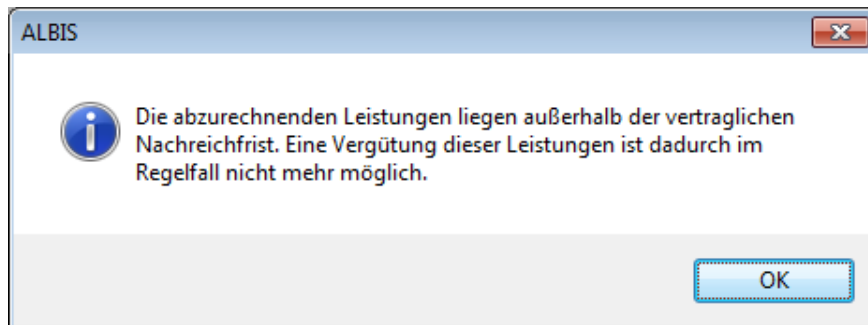 ALBIS
Die abzurechnenden Leistungen liegen außerhalb der vertraglichen
Nachreichfrist. Eine Vergütung dieser Leistungen ist dadurch im
Regelfall nicht mehr möglich.
OK